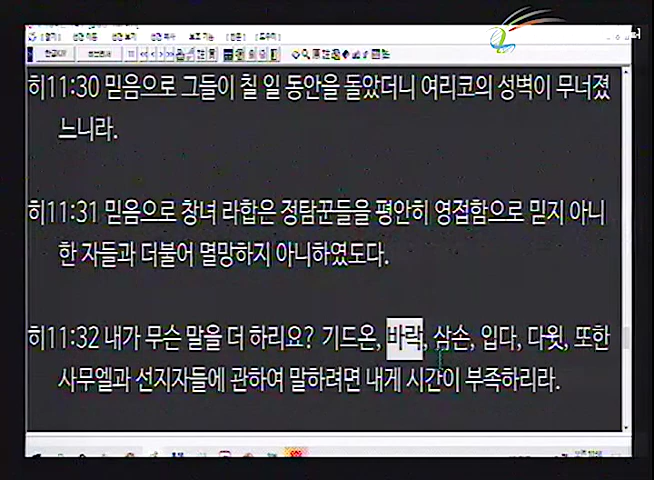 히11:30 믿음으로 그들이 칠 일 동안을 돌았더니 여리코의 성벽이 무너졌
느니라.
히11:31 믿음으로 창녀 라합은 정탐꾼들을 평안히 영접함으로 믿지 아니
한 자들과 더불어 멸망하지 아니하였도다.
히11:32 내가 무슨 말을 더 하리요? 기드온, 바락, 삼손, 입다, 다윗, 또한
사무엘과 선지자들에 관하여 말하려면 내게 시간이 부족하리라.